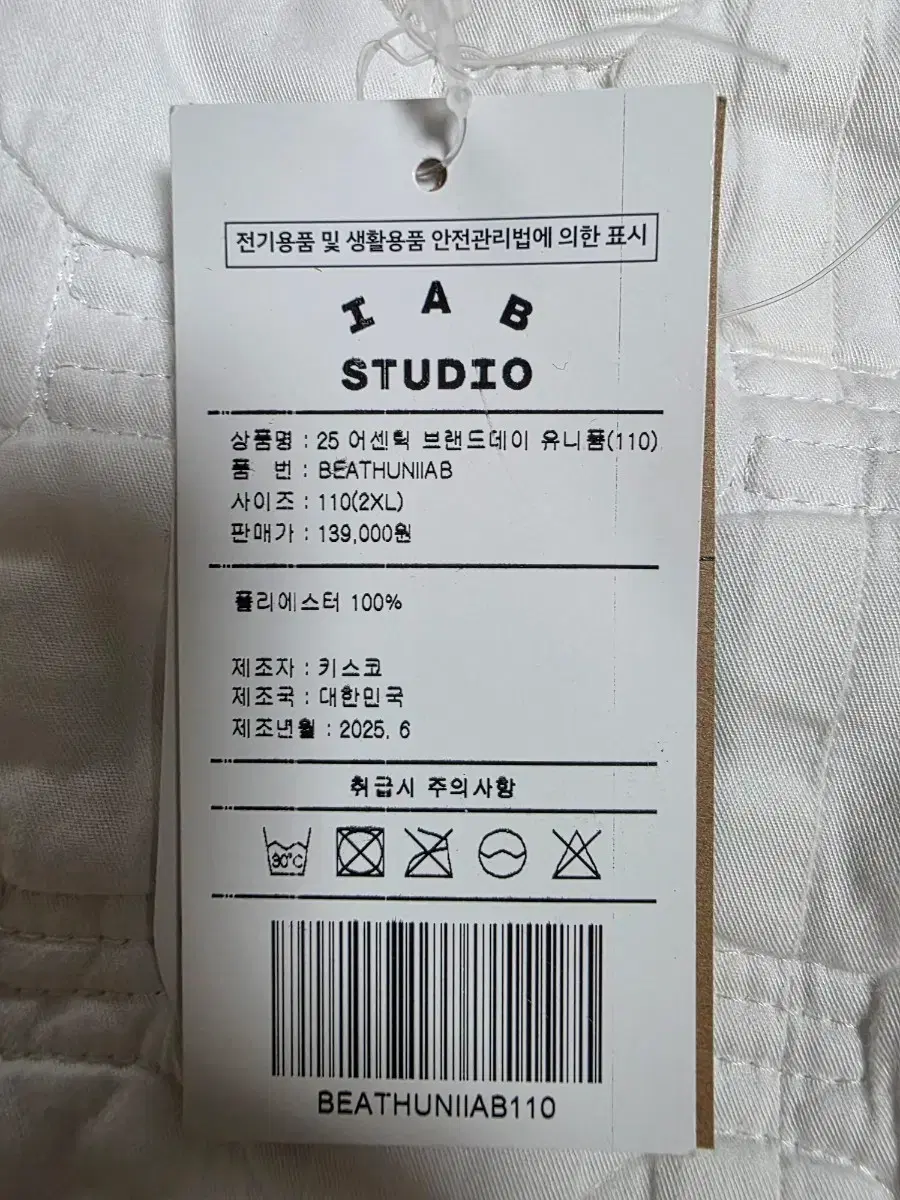 전기용품 및 생활용품 안전관리법에 의한 표시
IAB
STUDIO
상품명 : 25 어센틱 브랜드데이 유니폼(110)
품 번 : BEATHUNIIAB
사이즈 : 110(2XL)
판매가 : 139,000원
폴리에스터 100%
제조자 : 키스코
제조국 : 대한민국
제조년월 : 2025. 6
취급시 주의사항
30°C
BEATHUNIIAB110